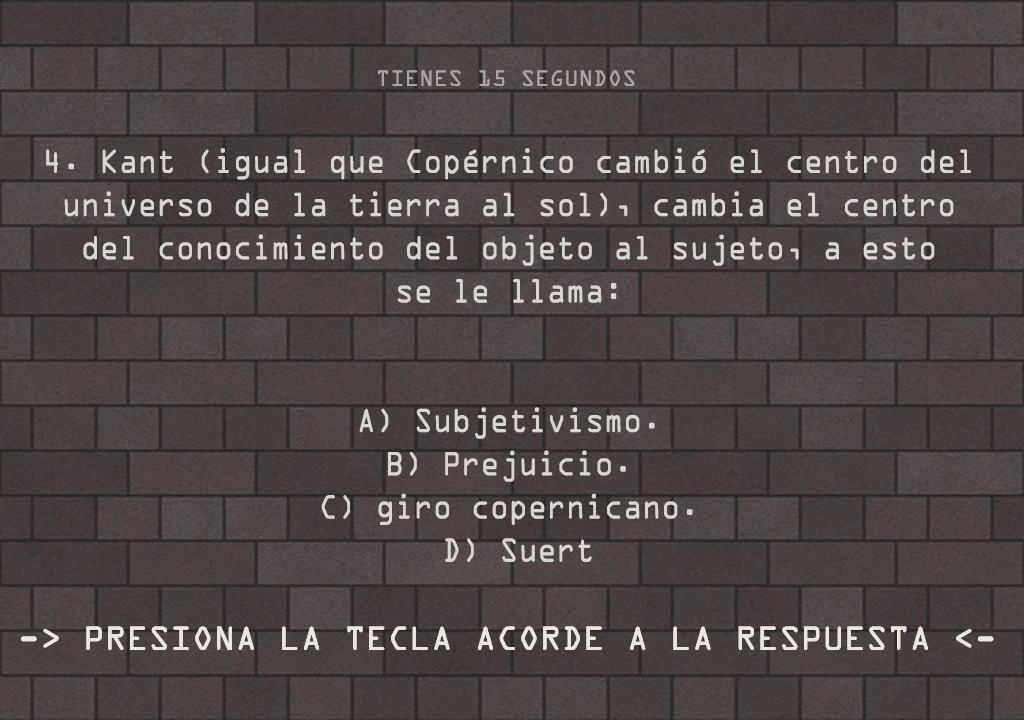 TIENES 15 SEGUNDOS
4. Kant (igual que Copérnico cambió el centro del
universo de la tierra al sol), cambia el centro
del conocimiento del objeto al sujeto, a esto
se le llama:
A) Subjetivismo.
B) Prejuicio.
C) giro copernicano.
D) Suert
-> PRESIONA LA TECLA ACORDE A LA RESPUESTA <-